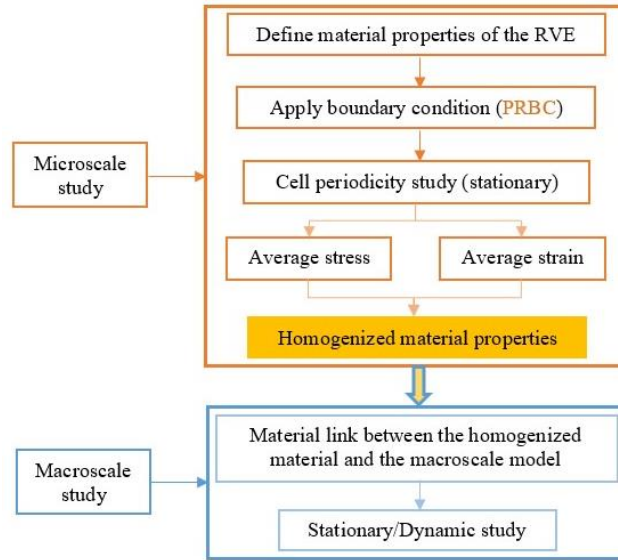 Define material properties of the RVE
Apply boundary condition (PRBC)
Microscale
study
Cell periodicity study (stationary)
Average stress
Average strain
Homogenized material properties
Macroscale
study
Material link between the homogenized
material and the macroscale model
Stationary/Dynamic study